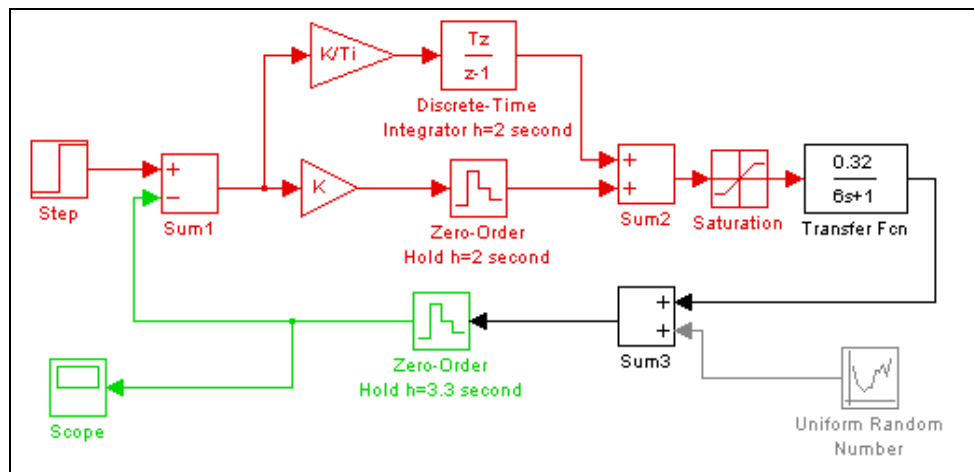 K/Ti
Tz
z-1
Discrete-Time
Integrator h=2 second
+
−
Step
Sum1
K
Zero-Order
Hold h=2 second
+
+
Sum2
Saturation
0.32
6s+1
Transfer Fcn
+
+
Sum3
Zero-Order
Hold h=3.3 second
Scope
Uniform Random
Number